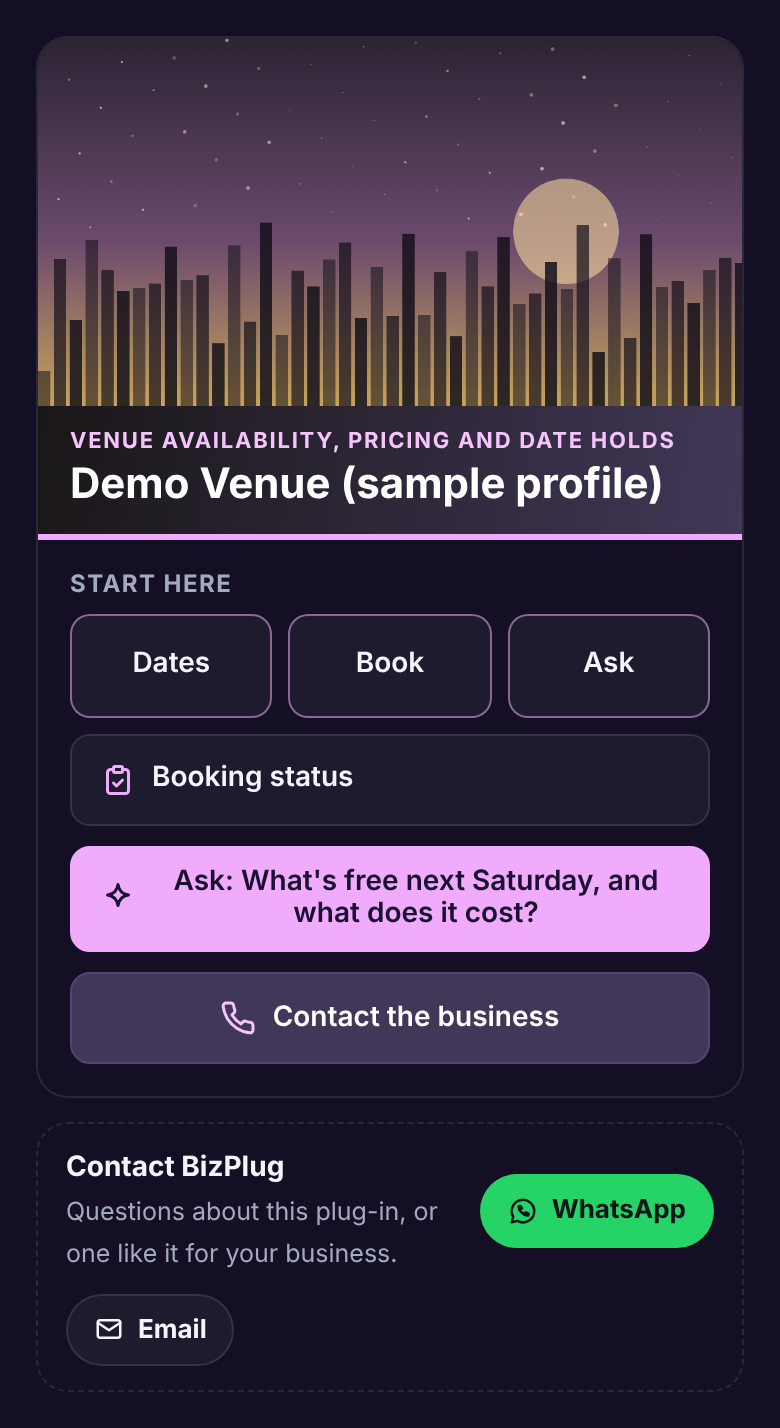 VENUE AVAILABILITY, PRICING AND DATE HOLDS
Demo Venue (sample profile)
START HERE
Dates
Book
Ask
Booking status
Ask: What's free next Saturday, and
what does it cost?
Contact the business
Contact BizPlug
Questions about this plug-in, or
one like it for your business.
WhatsApp
Email